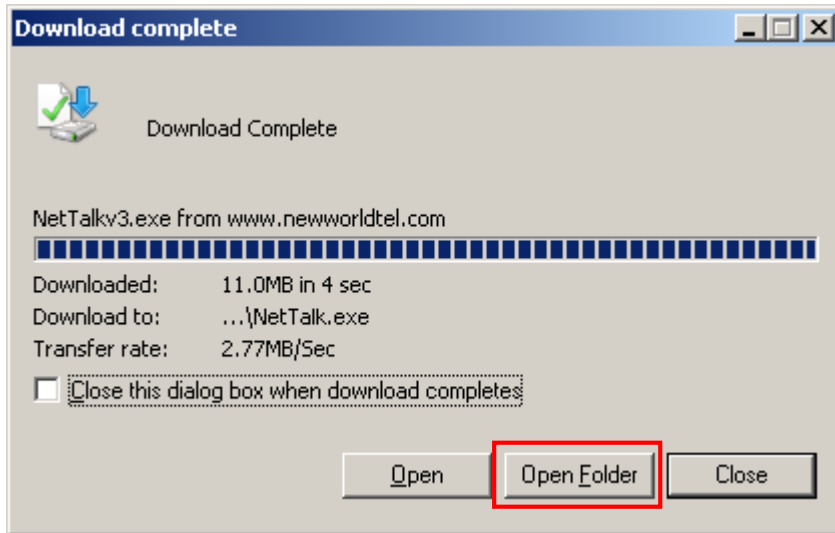 Download complete
Download Complete
NetTalkv3.exe from www.newworldtel.com
Downloaded: 11.0MB in 4 sec
Download to: ...\NetTalk.exe
Transfer rate: 2.77MB/Sec
Close this dialog box when download completes
Open Open Folder Close